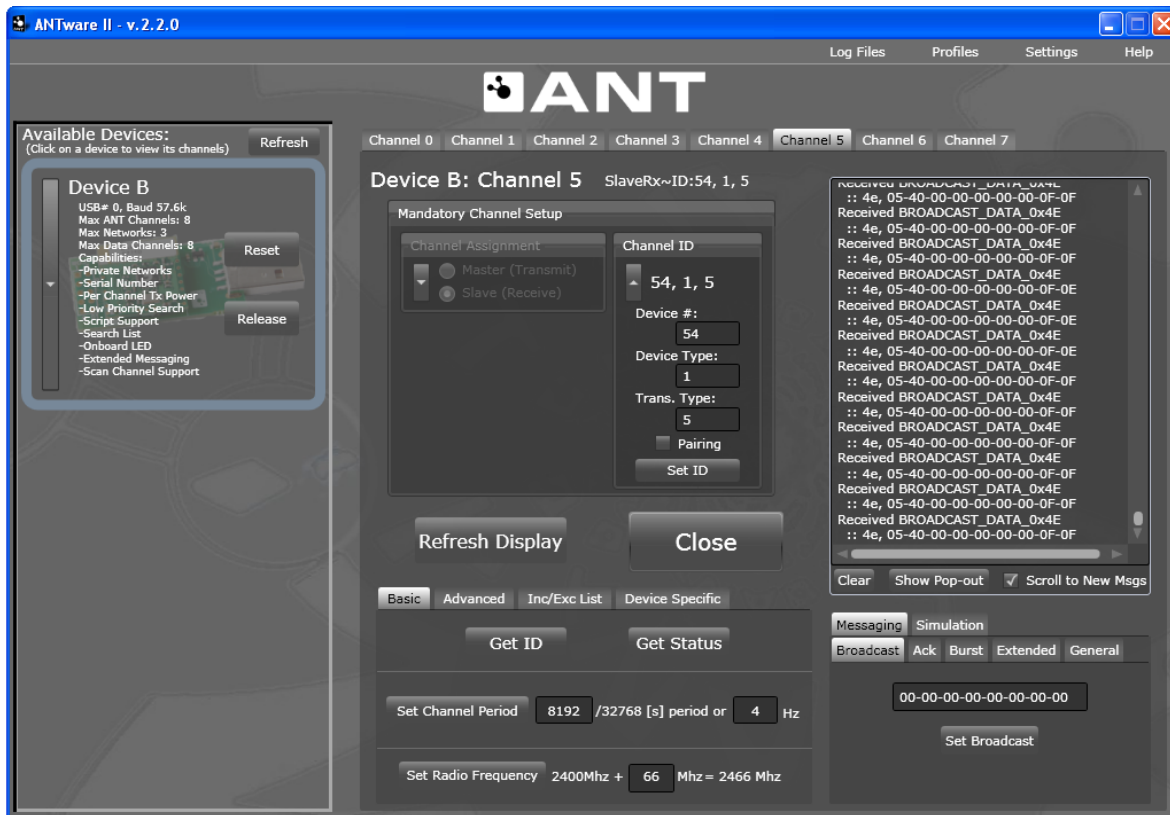 ANTware II - v.2.2.0
Log Files Profiles Settings Help
ANT
Available Devices:
(Click on a device to view its channels)
Refresh
Device B
USB# 0, Baud 57.6k
Max ANT Channels: 8
Max Networks: 3
Max Data Channels: 8
Capabilities:
-Private Networks
-Serial Number
-Per Channel Tx Power
-Low Priority Search
-Script Support
-Search List
-Onboard LED
-Extended Messaging
-Scan Channel Support
Reset
Release
Channel 0 Channel 1 Channel 2 Channel 3 Channel 4 Channel 5 Channel 6 Channel 7
Device B: Channel 5 SlaveRx~ID:54, 1, 5
Mandatory Channel Setup
Channel Assignment
Master (Transmit)
Slave (Receive)
Channel ID
54, 1, 5
Device #:
54
Device Type:
1
Trans. Type:
5
Pairing
Set ID
Refresh Display
Close
Basic Advanced Inc/Exc List Device Specific
Get ID Get Status
Set Channel Period 8192 /32768 [s] period or 4 Hz
Set Radio Frequency 2400Mhz + 66 Mhz= 2466 Mhz
Received BROADCAST_DATA_0x4E
:: 4e, 05-40-00-00-00-00-0F-0F
Received BROADCAST_DATA_0x4E
:: 4e, 05-40-00-00-00-00-0F-0F
Received BROADCAST_DATA_0x4E
:: 4e, 05-40-00-00-00-00-0F-0F
Received BROADCAST_DATA_0x4E
:: 4e, 05-40-00-00-00-00-0F-0E
Received BROADCAST_DATA_0x4E
:: 4e, 05-40-00-00-00-00-0F-0E
Received BROADCAST_DATA_0x4E
:: 4e, 05-40-00-00-00-00-0F-0E
Received BROADCAST_DATA_0x4E
:: 4e, 05-40-00-00-00-00-0F-0F
Received BROADCAST_DATA_0x4E
:: 4e, 05-40-00-00-00-00-0F-0F
Received BROADCAST_DATA_0x4E
:: 4e, 05-40-00-00-00-00-0F-0F
Received BROADCAST_DATA_0x4E
:: 4e, 05-40-00-00-00-00-0F-0F
Received BROADCAST_DATA_0x4E
:: 4e, 05-40-00-00-00-00-0F-0F
Received BROADCAST_DATA_0x4E
:: 4e, 05-40-00-00-00-00-0F-0F
Clear Show Pop-out Scroll to New Msgs
Messaging Simulation
Broadcast Ack Burst Extended General
00-00-00-00-00-00-00-00
Set Broadcast